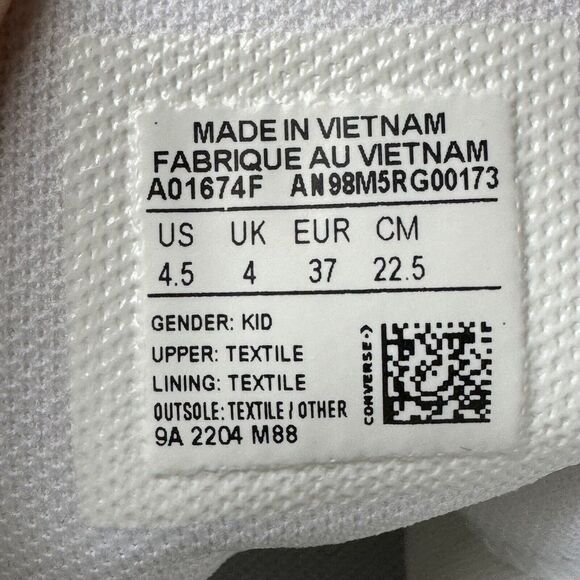 MADE IN VIETNAM
FABRIQUE AU VIETNAM
A01674F AN98M5RG00173
US UK EUR CM
4.5 4 37 22.5
GENDER: KID
UPPER: TEXTILE
LINING: TEXTILE
OUTSOLE: TEXTILE / OTHER
9A 2204 M88
CONVERSE